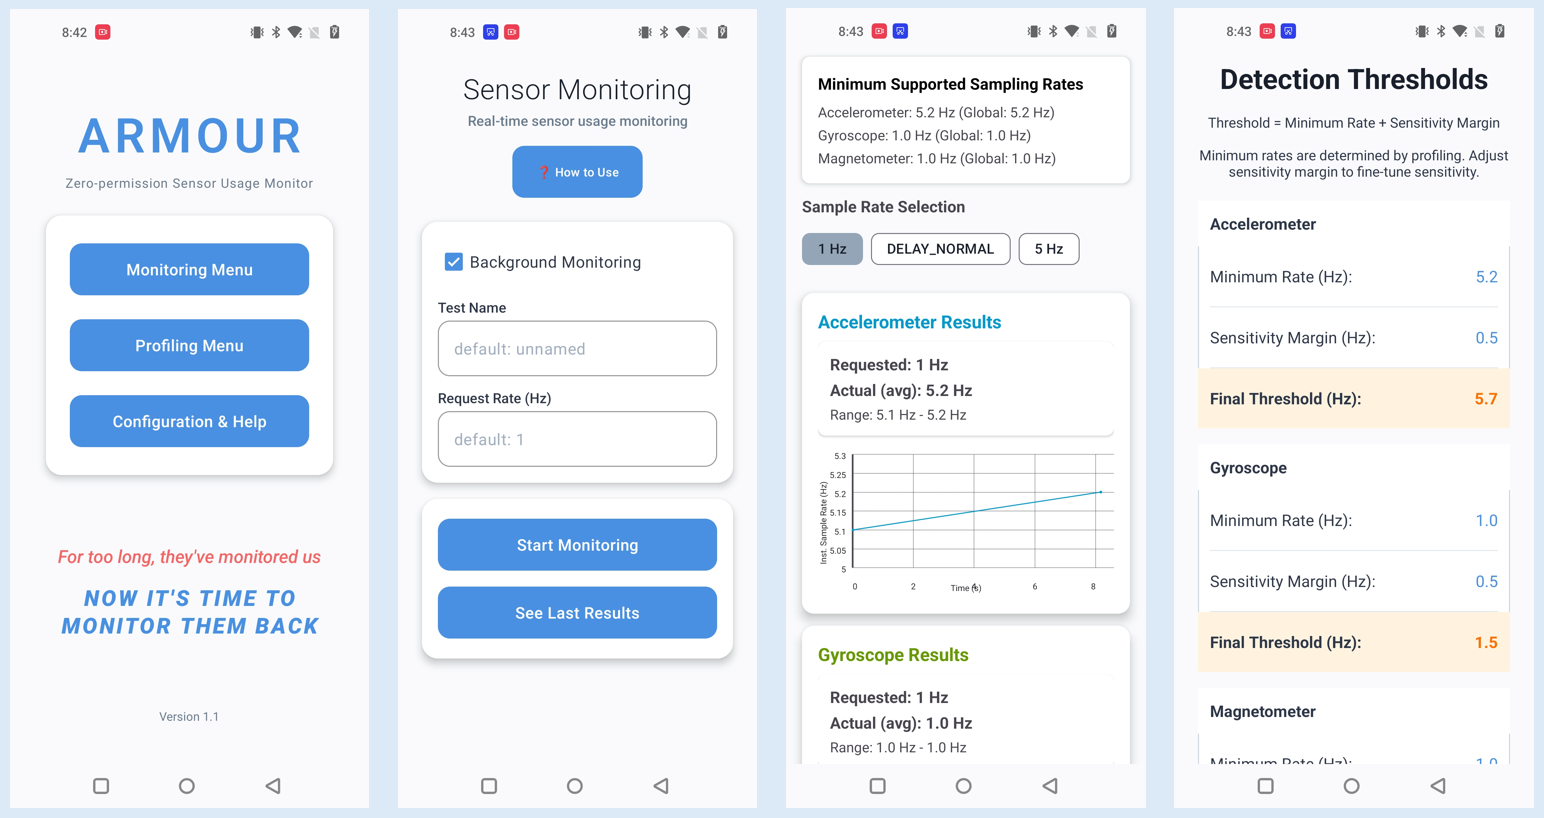 8:42
ARMOUR
Zero-permission Sensor Usage Monitor
Monitoring Menu
Profiling Menu
Configuration & Help
For too long, they've monitored us
NOW IT'S TIME TO
MONITOR THEM BACK
Version 1.1
8:43
Sensor Monitoring
Real-time sensor usage monitoring
❓ How to Use
Background Monitoring
Test Name
default: unnamed
Request Rate (Hz)
default: 1
Start Monitoring
See Last Results
8:43
Minimum Supported Sampling Rates
Accelerometer: 5.2 Hz (Global: 5.2 Hz)
Gyroscope: 1.0 Hz (Global: 1.0 Hz)
Magnetometer: 1.0 Hz (Global: 1.0 Hz)
Sample Rate Selection
1 Hz DELAY_NORMAL 5 Hz
Accelerometer Results
Requested: 1 Hz
Actual (avg): 5.2 Hz
Range: 5.1 Hz - 5.2 Hz
Inst. Sample Rate (Hz)
5.3
5.25
5.2
5.15
5.1
5.05
5
0 2 4 6 8
Time (s)
Gyroscope Results
Requested: 1 Hz
Actual (avg): 1.0 Hz
Range: 1.0 Hz - 1.0 Hz
8:43
Detection Thresholds
Threshold = Minimum Rate + Sensitivity Margin
Minimum rates are determined by profiling. Adjust
sensitivity margin to fine-tune sensitivity.
Accelerometer
Minimum Rate (Hz): 5.2
Sensitivity Margin (Hz): 0.5
Final Threshold (Hz): 5.7
Gyroscope
Minimum Rate (Hz): 1.0
Sensitivity Margin (Hz): 0.5
Final Threshold (Hz): 1.5
Magnetometer
Minimum Rate (Hz): 1.0